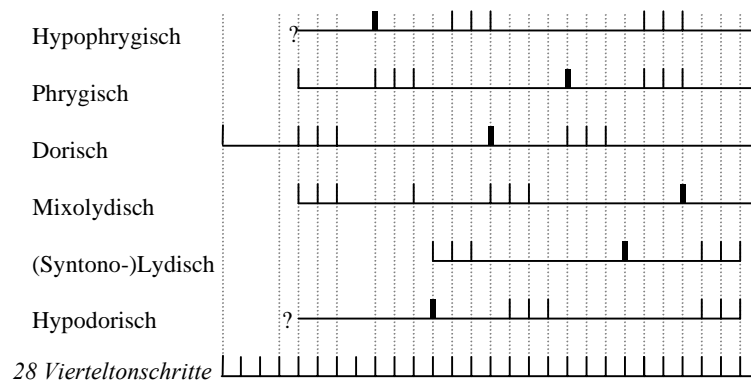 Hypophrygisch ?
Phrygisch
Dorisch
Mixolydisch
(Syntono-)Lydisch
Hypodorisch ?
28 Vierteltonschritte